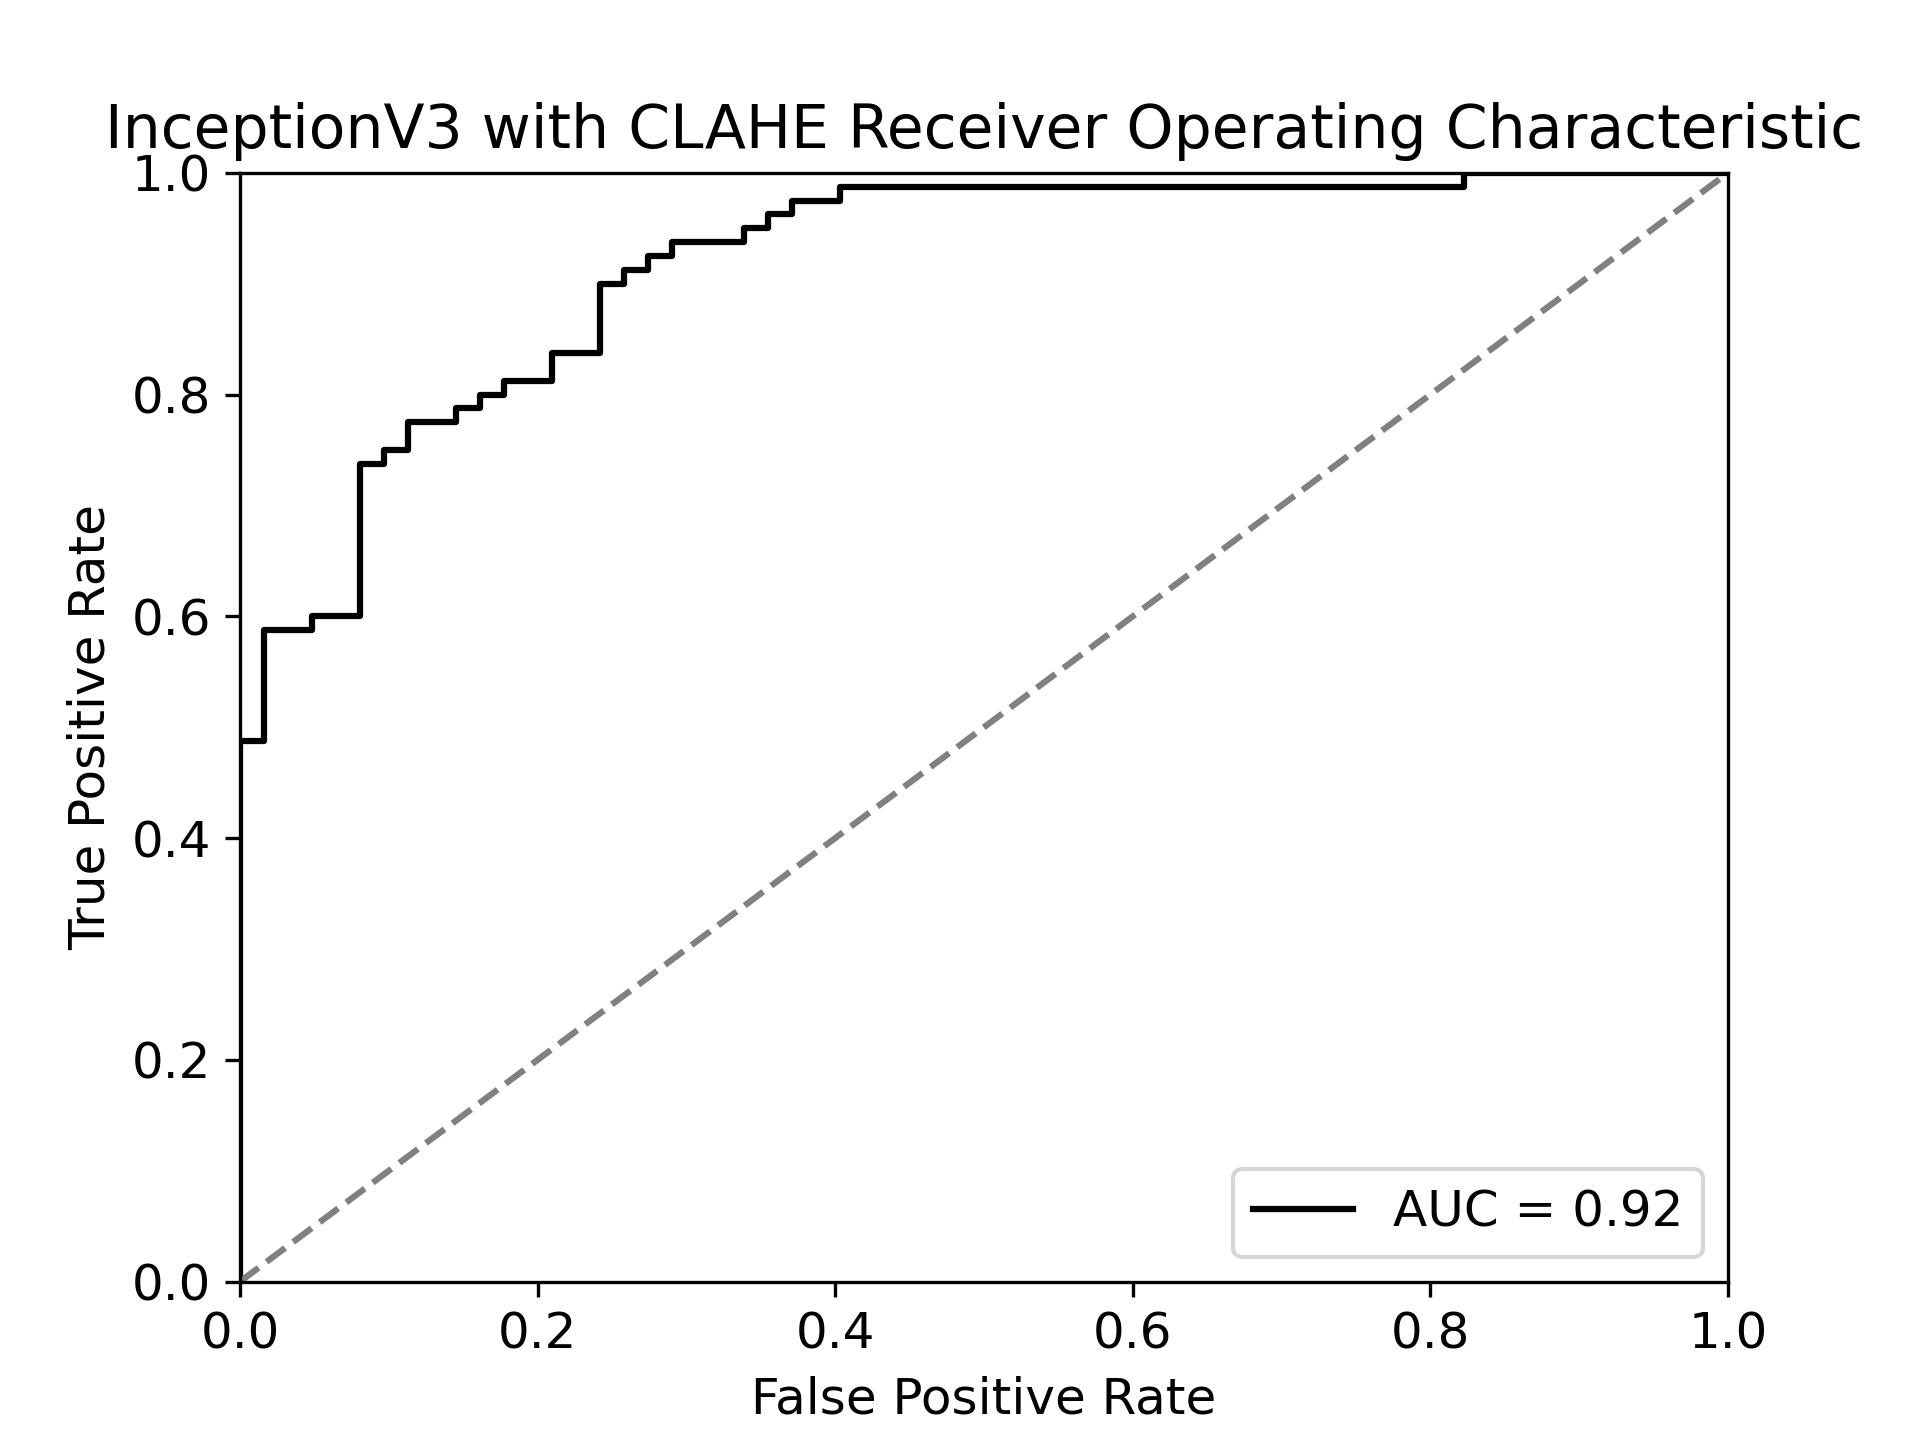 InceptionV3 with CLAHE Receiver Operating Characteristic
1.0
0.8
0.6
0.4
0.2
0.0
True Positive Rate
AUC = 0.92
0.0 0.2 0.4 0.6 0.8 1.0
False Positive Rate